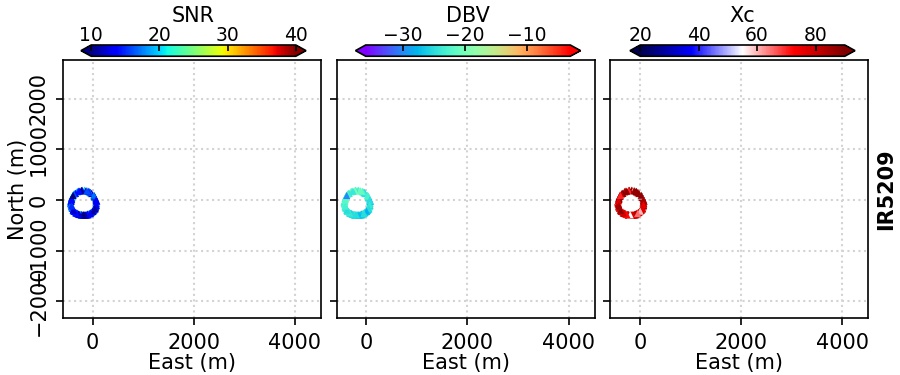 SNR DBV Xc
10 20 30 40 −30 −20 −10 20 40 60 80
2000
1000
0
−1000
−2000
North (m)
IR5209
0 2000 4000 0 2000 4000 0 2000 4000
East (m) East (m) East (m)